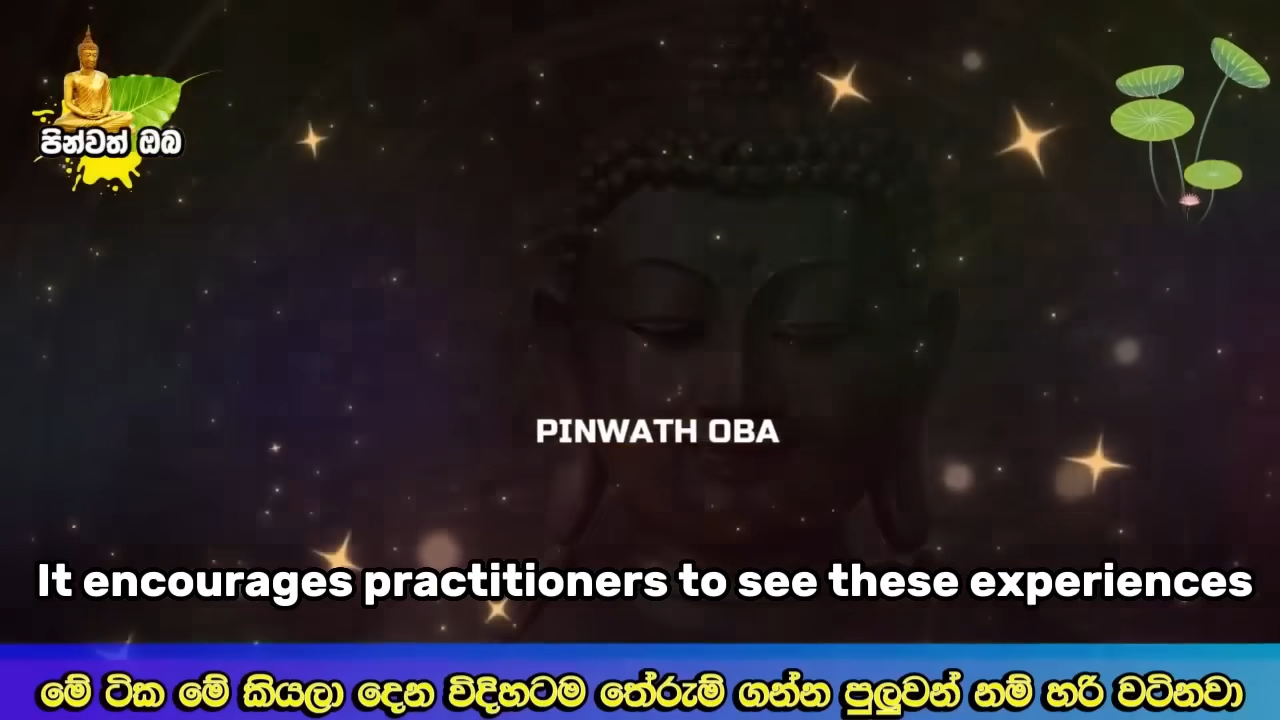 පින්වත් ඔබ
PINWATH OBA
It encourages practitioners to see these experiences
මේ ටික මේ කියලා දෙන විදිහටම තේරුම් ගන්න පුලුවන් නම් හරි වටිනවා